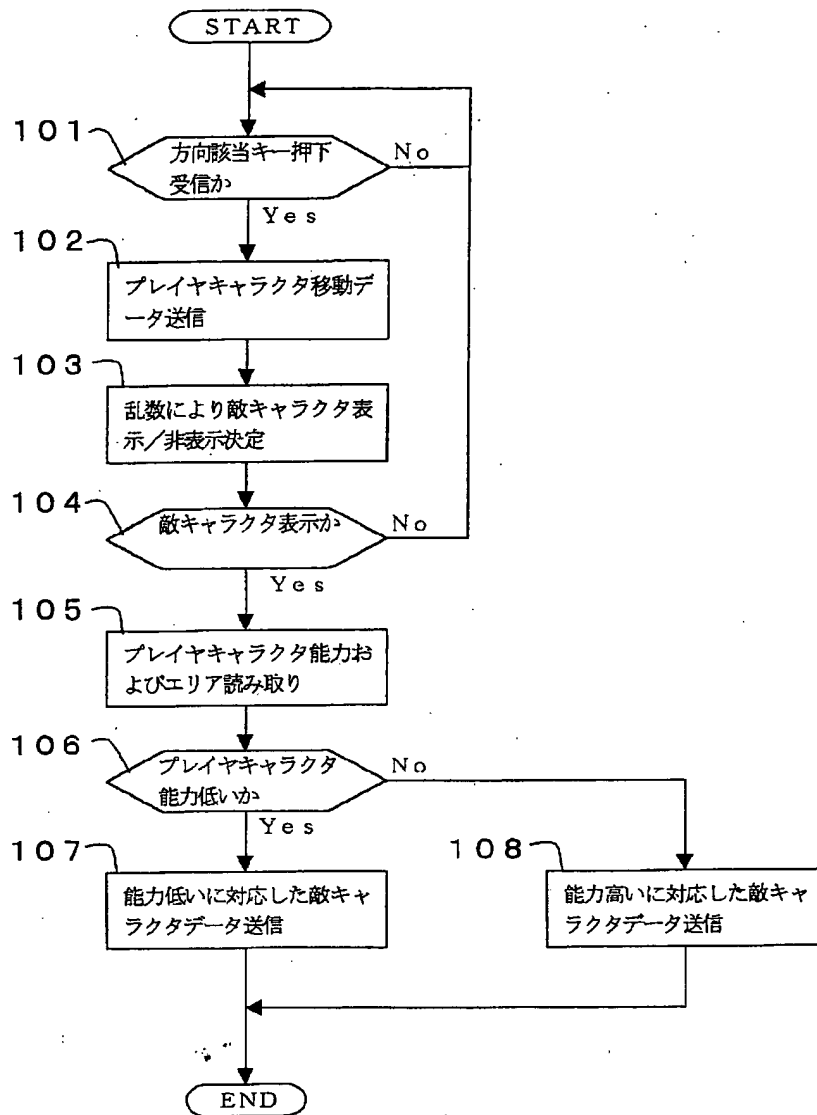 START
101
方向該当キー押下
受信か
No
Yes
102
プレイヤキャラクタ移動デ
ータ送信
103
乱数により敵キャラクタ表
示/非表示決定
104
敵キャラクタ表示か
No
Yes
105
プレイヤキャラクタ能力お
よびエリア読み取り
106
プレイヤキャラクタ
能力低いか
No
Yes
107
能力低いに対応した敵キャ
ラクタデータ送信
108
能力高いに対応した敵キャ
ラクタデータ送信
END